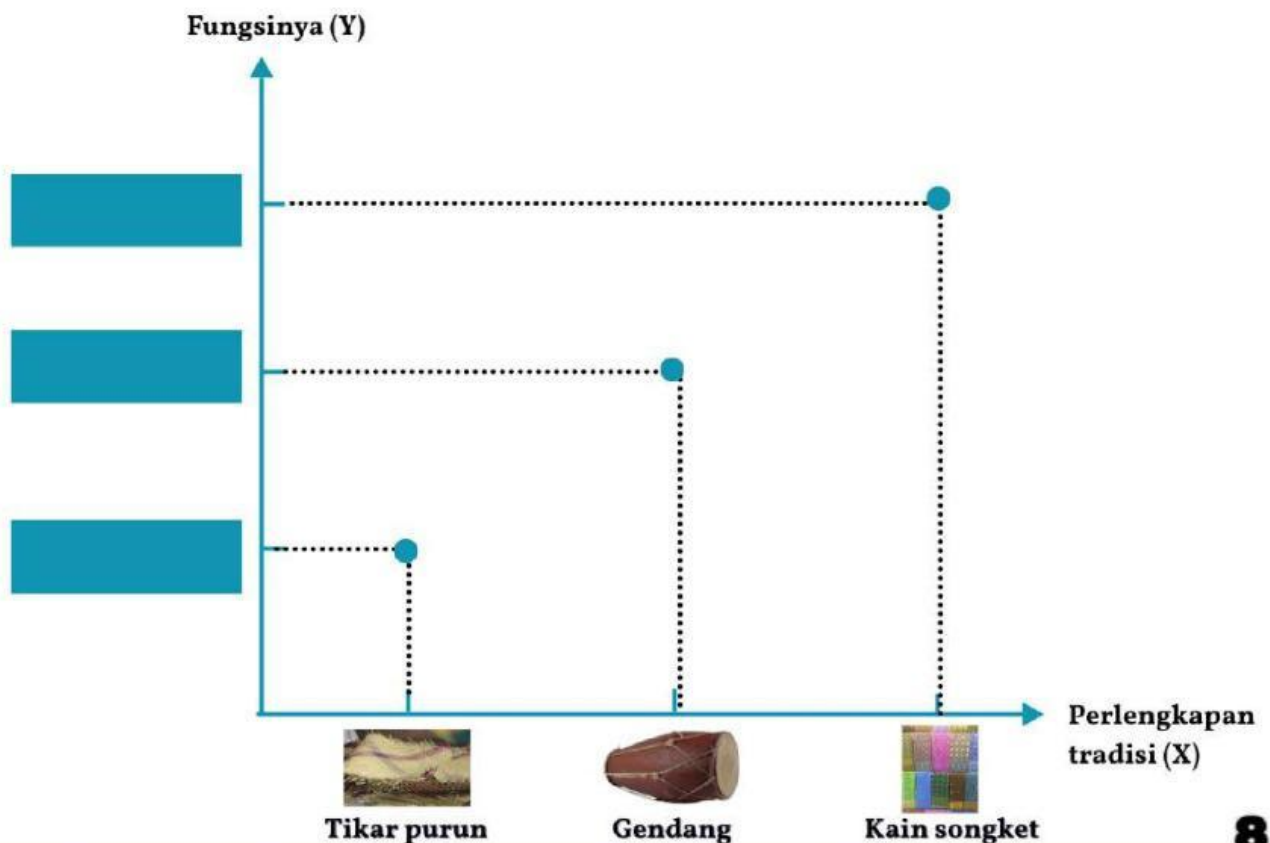 Fungsinya (Y)
Perlengkapan
tradisi (X)
Tikar purun
Gendang
Kain songket
8